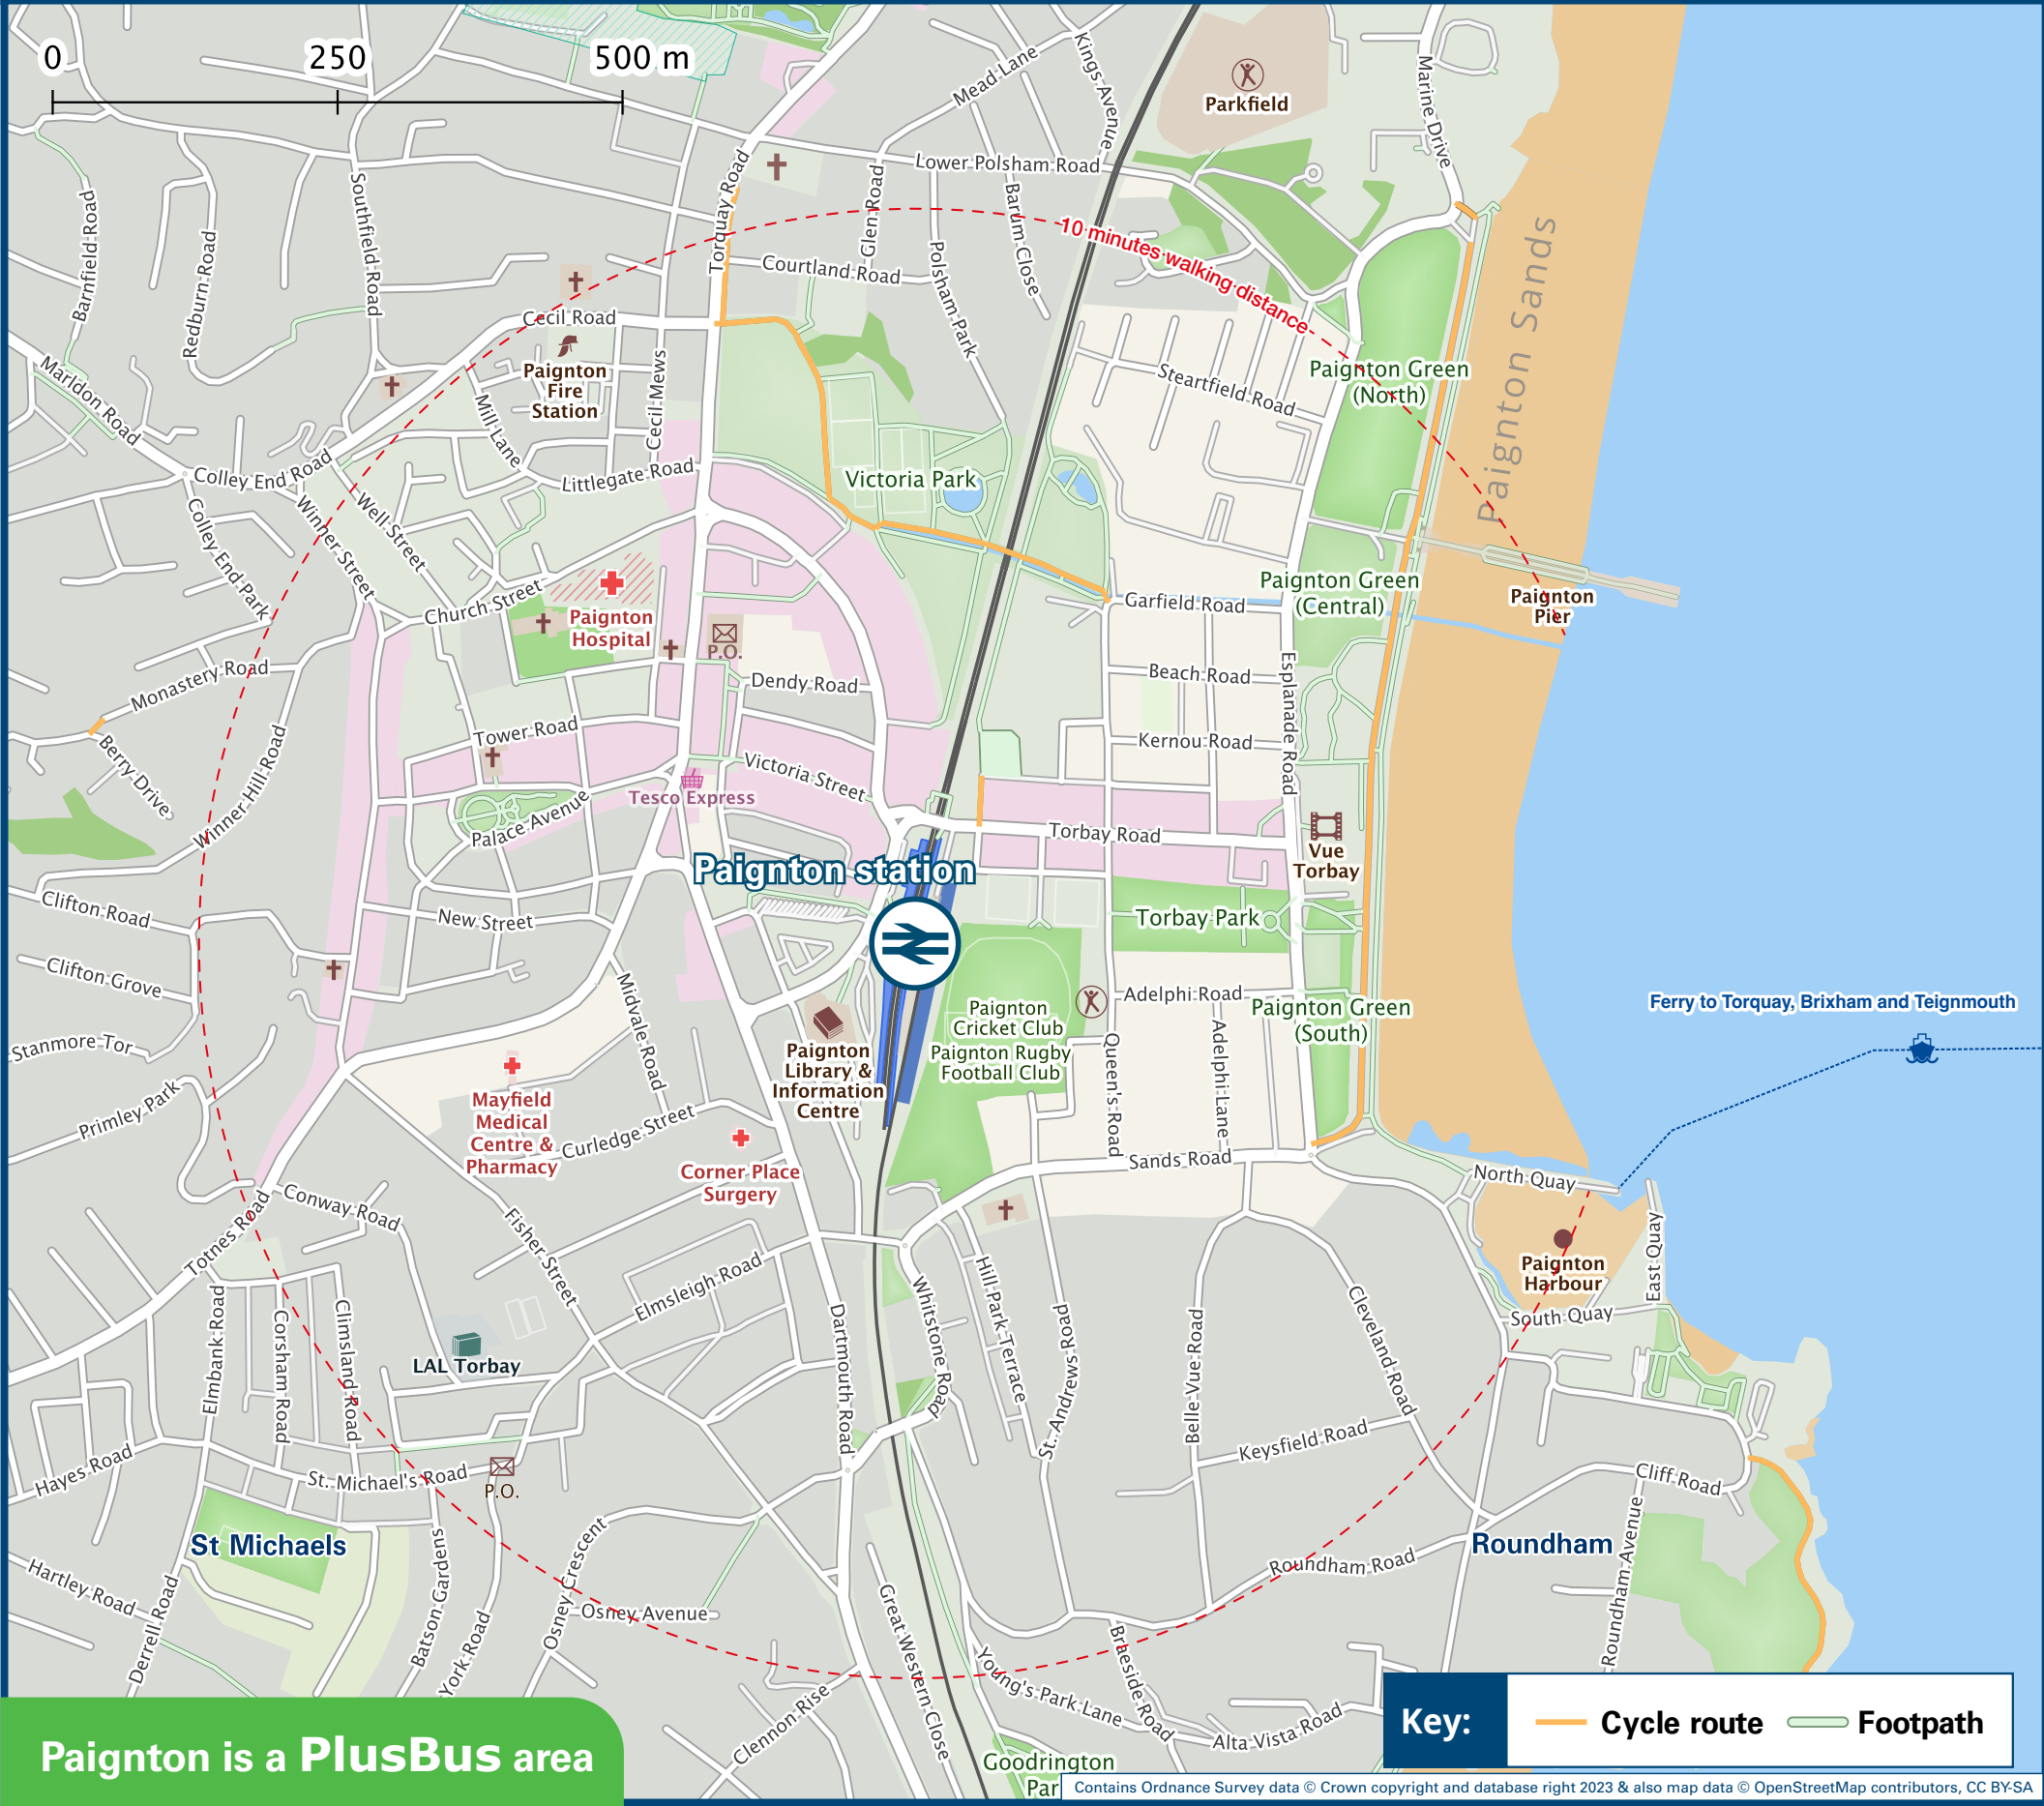 0 250 500 m
Mead Lane
Kings Avenue
Parkfield
Marine Drive
Lower Polsham Road
Torquay Road
Glen Road
Barum Close
Southfield Road
Barnfield Road
Redburn Road
Courtland Road
Polsham Park
10 minutes walking distance
Paignton Sands
Cecil Road
Paignton
Fire
Station
Cecil Mews
Mill Lane
Marldon Road
Steartfield Road
Paignton Green
(North)
Colley End Road
Littlegate Road
Victoria Park
Well Street
Winner Street
Colley End Park
Church Street
Paignton
Hospital
P.O.
Garfield Road
Paignton Green
(Central)
Paignton
Pier
Monastery Road
Dendy Road
Beach Road
Esplanade Road
Tower Road
Kernou Road
Berry Drive
Winner Hill Road
Victoria Street
Tesco Express
Palace Avenue
Torbay Road
Vue
Torbay
Paignton station
Clifton Road
New Street
Torbay Park
Clifton Grove
Midvale Road
Adelphi Road
Paignton Green
(South)
Ferry to Torquay, Brixham and Teignmouth
Paignton
Cricket Club
Paignton Rugby
Football Club
Stanmore Tor
Paignton
Library &
Information
Centre
Queen's Road
Adelphi Lane
Primley Park
Mayfield
Medical
Centre &
Pharmacy
Curledge Street
Corner Place
Surgery
Sands Road
North Quay
Conway Road
Totnes Road
Fisher Street
East Quay
Paignton
Harbour
South Quay
Elmsleigh Road
Hill Park Terrace
Whitstone Road
St. Andrews Road
Belle Vue Road
Cleveland Road
Dartmouth Road
Elmbank Road
Corsham Road
Climsland Road
LAL Torbay
Keysfield Road
Hayes Road
St. Michael's Road
P.O.
Cliff Road
St Michaels
Roundham
Osney Crescent
Roundham Road
Roundham Avenue
Hartley Road
Derrell Road
Batson Gardens
York Road
Osney Avenue
Great Western Close
Young's Park Lane
Braeside Road
Clennon Rise
Alta Vista Road
Goodrington
Par
Key: Cycle route Footpath
Paignton is a PlusBus area
Contains Ordnance Survey data © Crown copyright and database right 2023 & also map data © OpenStreetMap contributors, CC BY-SA